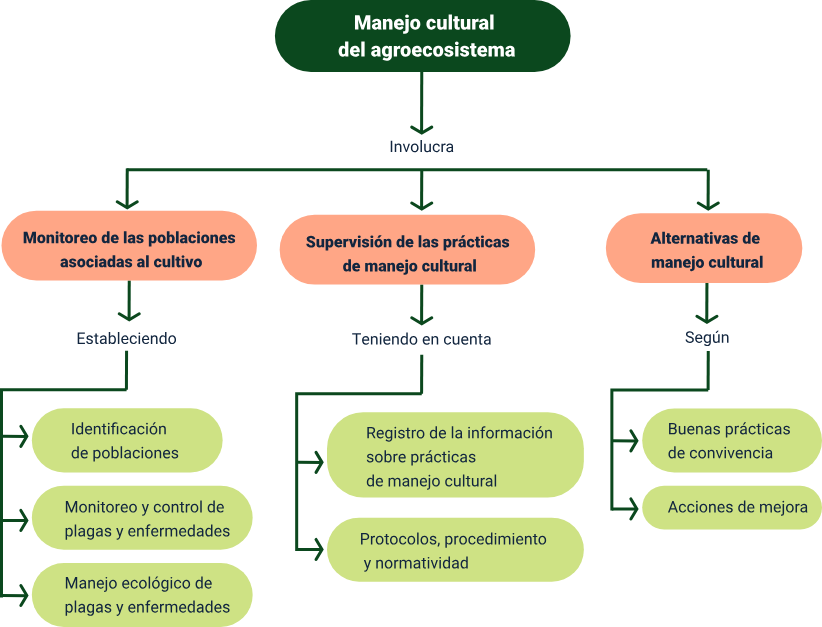 Manejo cultural
del agroecosistema
Involucra
Monitoreo de las poblaciones
asociadas al cultivo
Estableciendo
Identificación
de poblaciones
Monitoreo y control de
plagas y enfermedades
Manejo ecológico de
plagas y enfermedades
Supervisión de las prácticas
de manejo cultural
Teniendo en cuenta
Registro de la información
sobre prácticas
de manejo cultural
Protocolos, procedimiento
y normatividad
Alternativas de
manejo cultural
Según
Buenas prácticas
de convivencia
Acciones de mejora